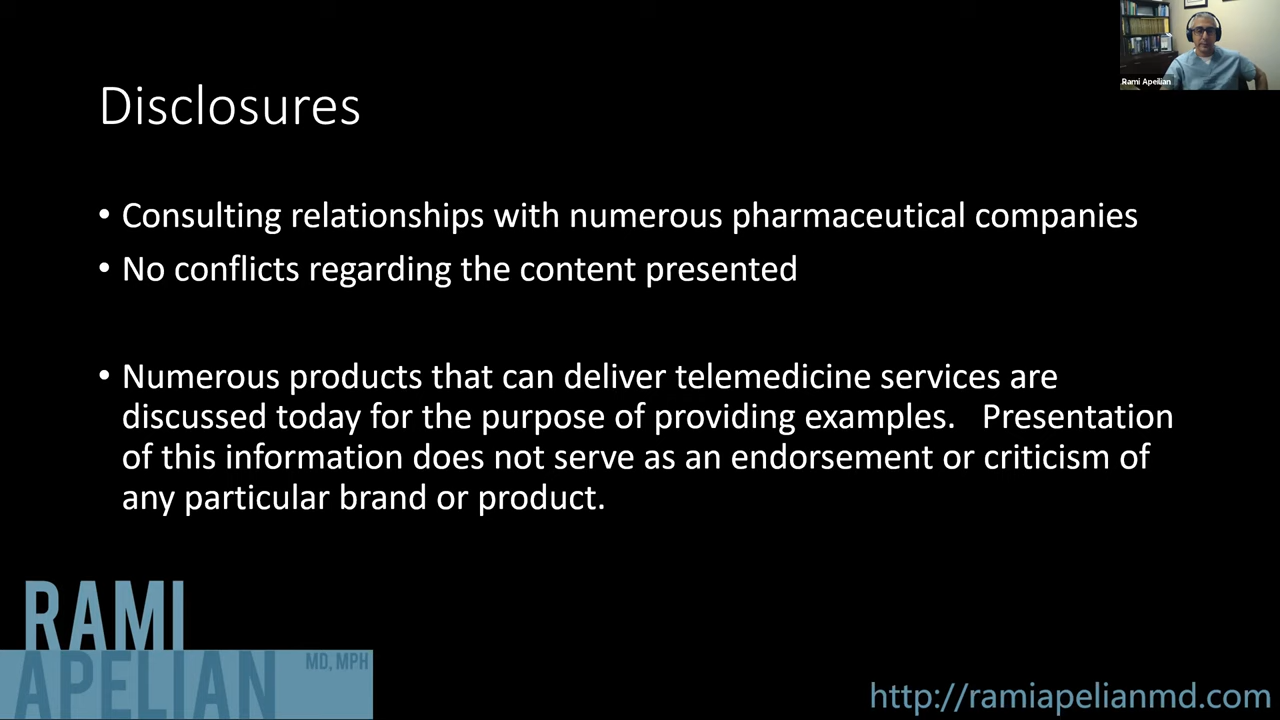 Rami Apelian
Disclosures
• Consulting relationships with numerous pharmaceutical companies
• No conflicts regarding the content presented
• Numerous products that can deliver telemedicine services are
discussed today for the purpose of providing examples.   Presentation
of this information does not serve as an endorsement or criticism of
any particular brand or product.
RAMI
APELIAN
MD, MPH
http://ramiapelianmd.com